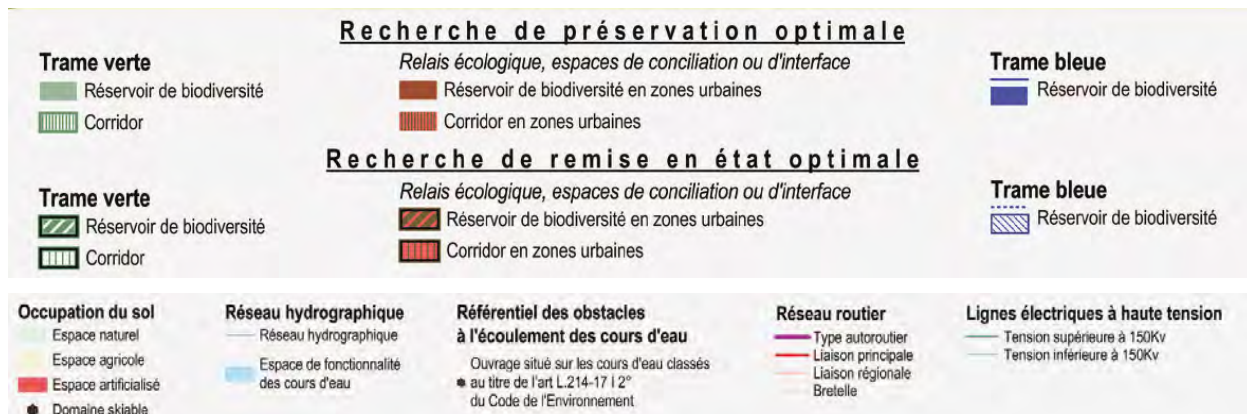 Recherche de préservation optimale
Trame verte
Réservoir de biodiversité
Corridor
Relais écologique, espaces de conciliation ou d'interface
Réservoir de biodiversité en zones urbaines
Corridor en zones urbaines
Trame bleue
Réservoir de biodiversité
Recherche de remise en état optimale
Trame verte
Réservoir de biodiversité
Corridor
Relais écologique, espaces de conciliation ou d'interface
Réservoir de biodiversité en zones urbaines
Corridor en zones urbaines
Trame bleue
Réservoir de biodiversité
Occupation du sol
Espace naturel
Espace agricole
Espace artificialisé
Domaine skiable
Réseau hydrographique
Réseau hydrographique
Espace de fonctionnalité
des cours d'eau
Référentiel des obstacles
à l'écoulement des cours d'eau
Ouvrage situé sur les cours d'eau classés
au titre de l'art L.214-17 I 2°
du Code de l'Environnement
Réseau routier
Type autoroutier
Liaison principale
Liaison régionale
Bretelle
Lignes électriques à haute tension
Tension supérieure à 150Kv
Tension inférieure à 150Kv